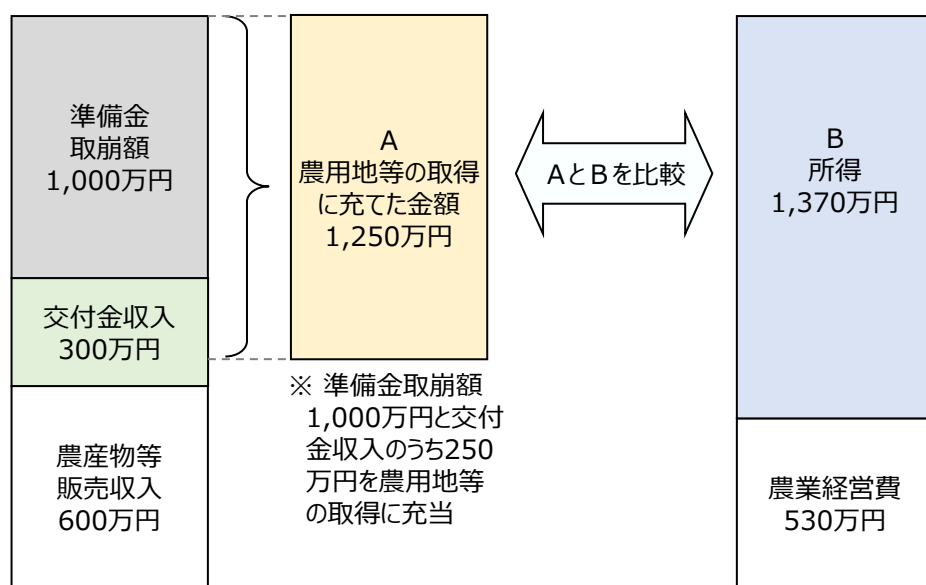 準備金
取崩額
1,000万円
交付金収入
300万円
農産物等
販売収入
600万円
A
農用地等の取得
に充てた金額
1,250万円
※ 準備金取崩額
1,000万円と交付
金収入のうち250
万円を農用地等
の取得に充当
AとBを比較
B
所得
1,370万円
農業経営費
530万円